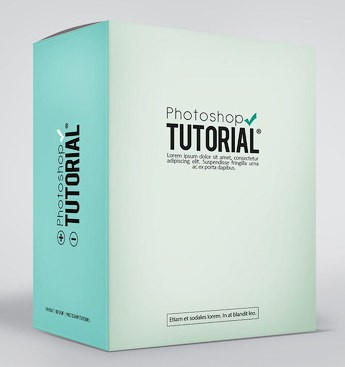 Photoshop
TUTORIAL®
Lorem ipsum dolor sit amet, consectetur
adipiscing elit. Suspendisse fringilla urna
ac ex porta dapibus.
Etiam et sodales lorem. In at blandit leo.
Photoshop
TUTORIAL®